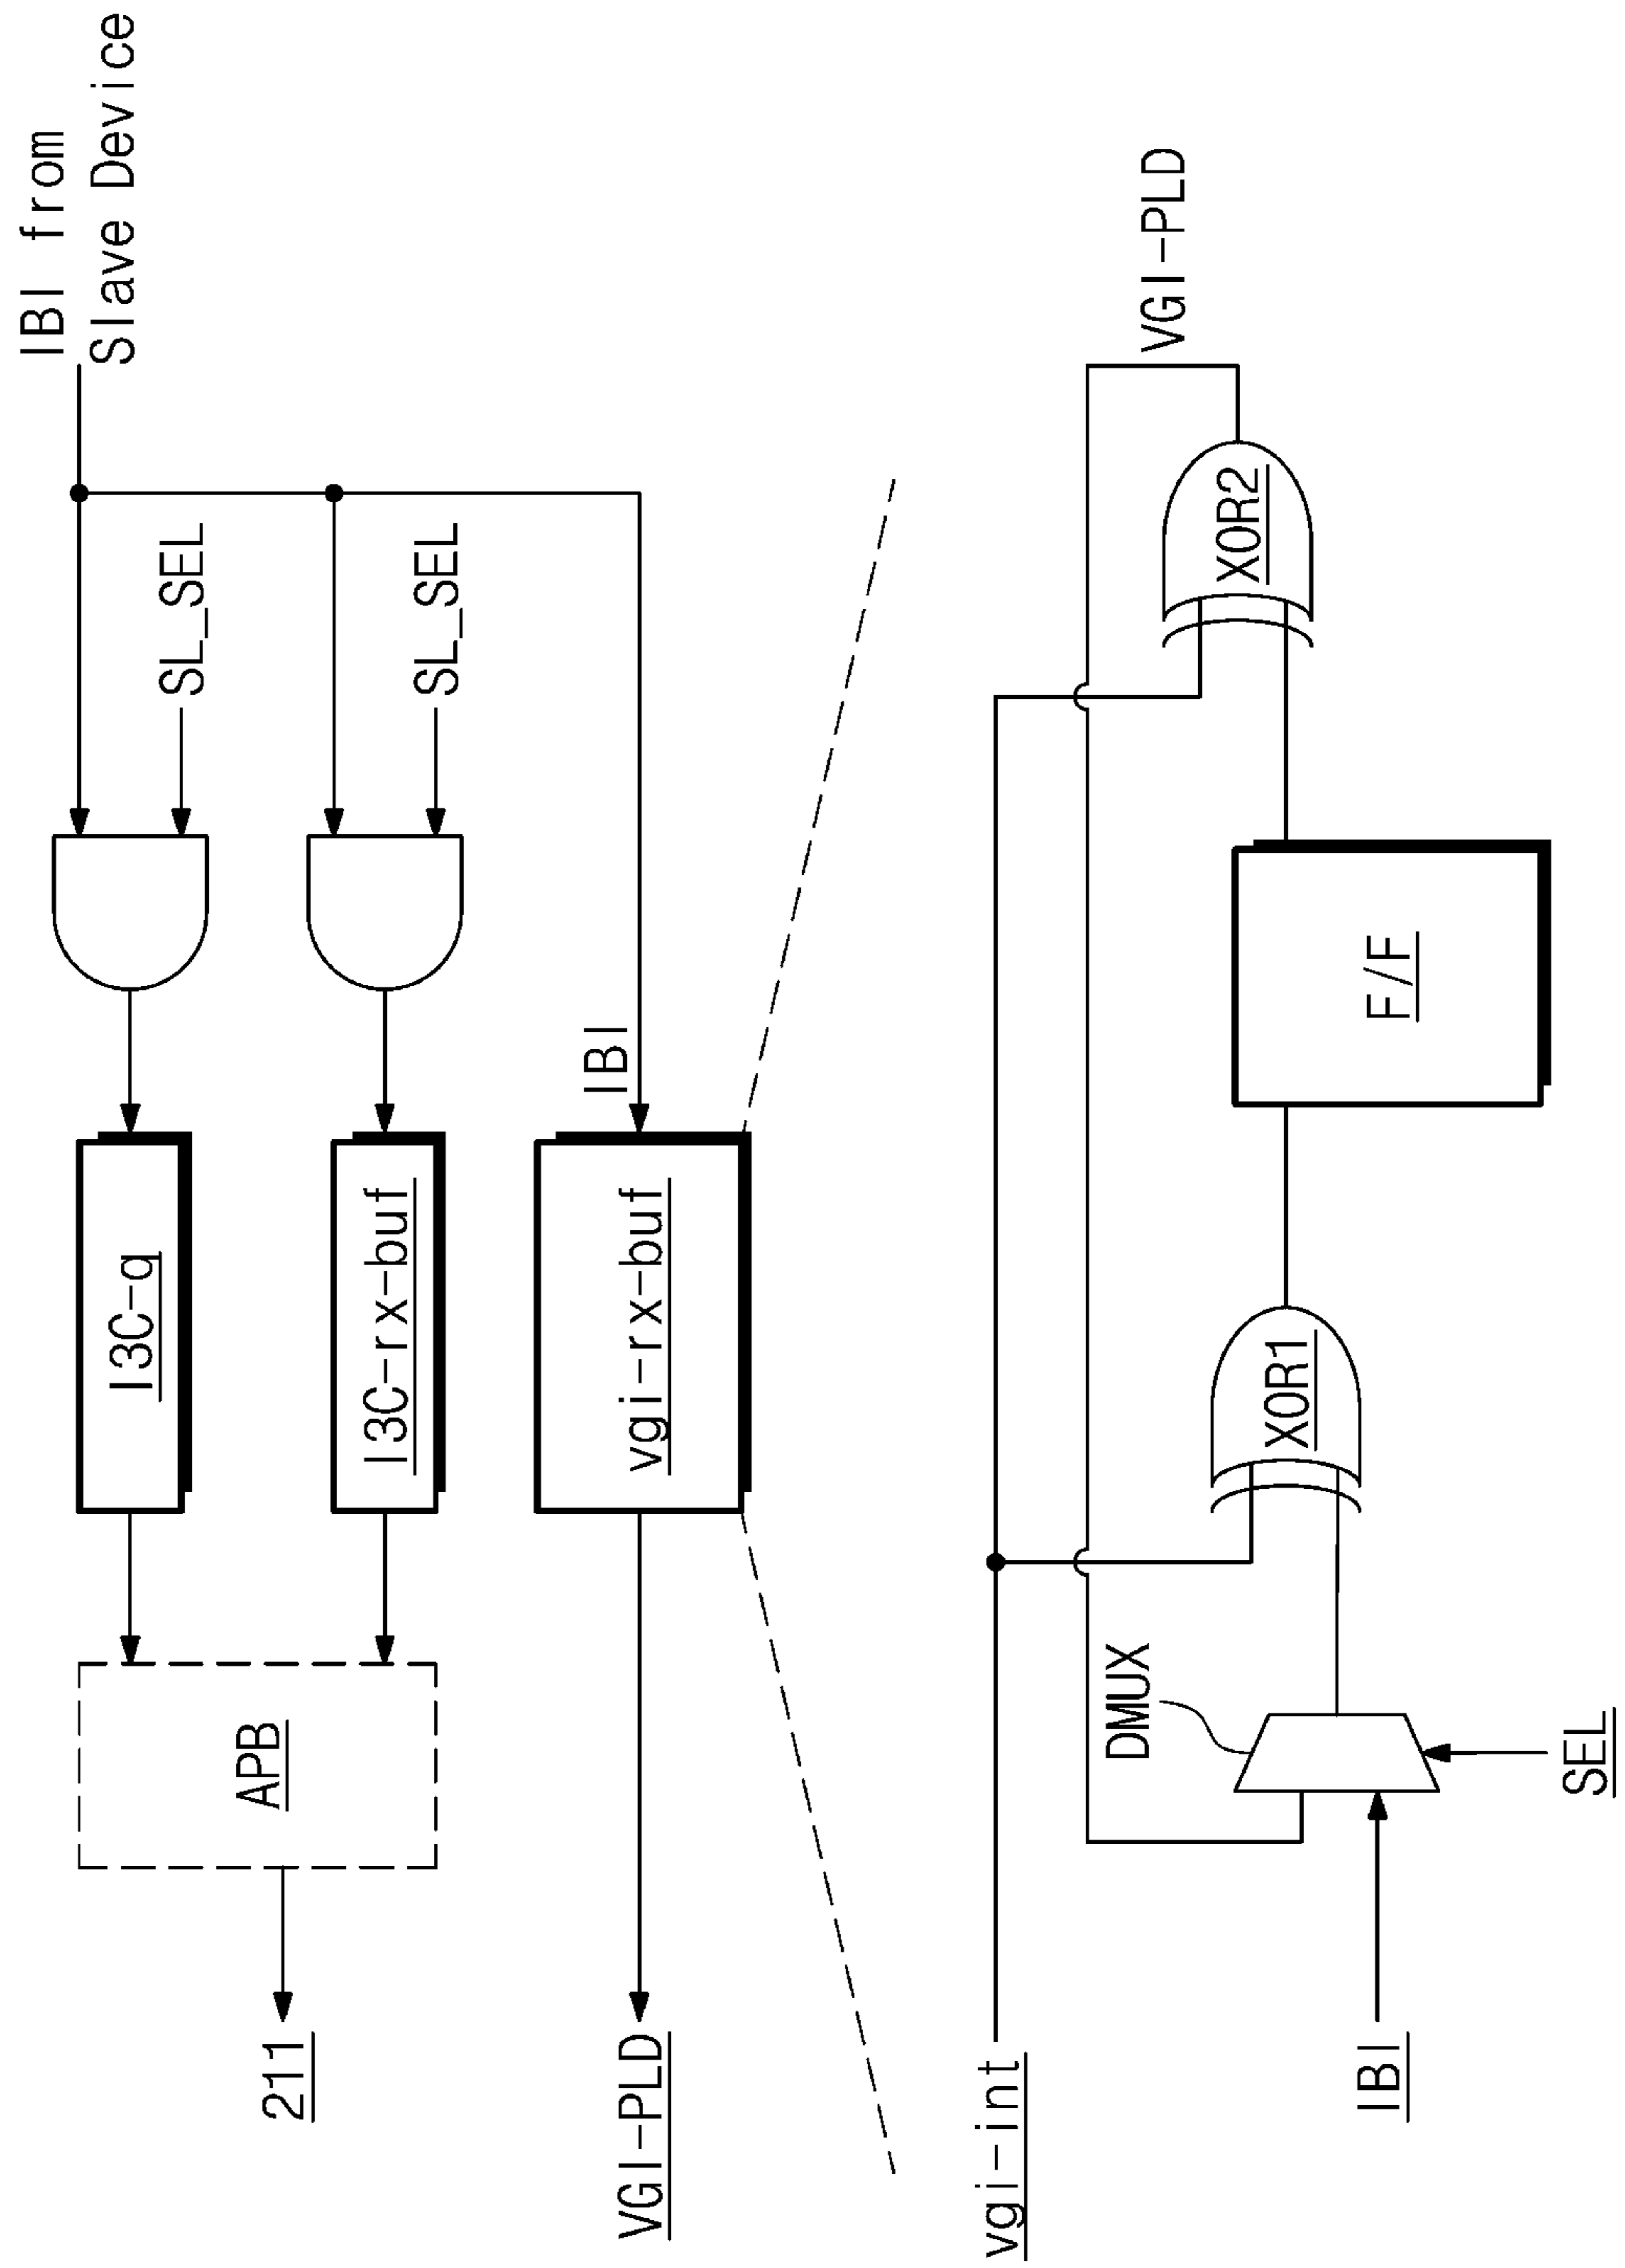 IBI from
Slave Device
I3C-q
SL_SEL
211
APB
I3C-rx-buf
SL_SEL
IBI
VGI-PLD
vgi-rx-buf
vgi-int
DMUX
VGI-PLD
XOR2
XOR1
F/F
IBI
SEL